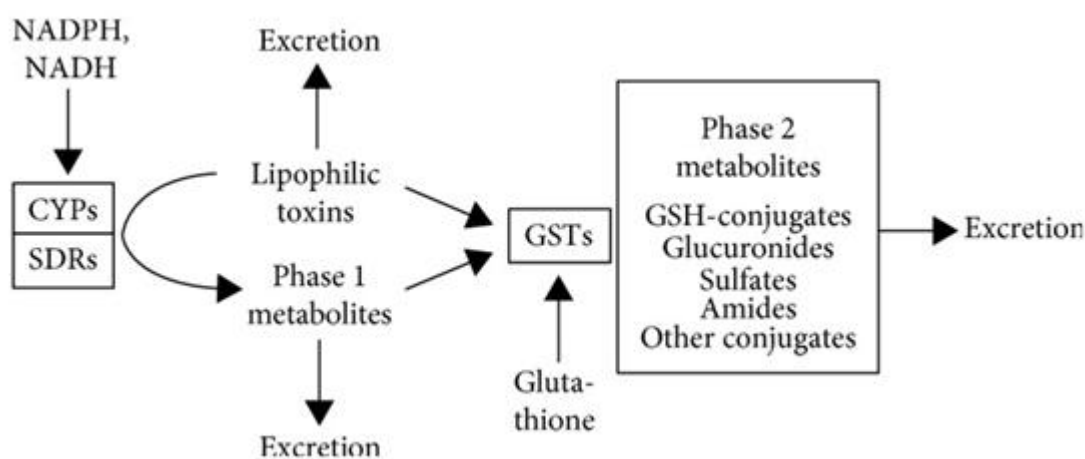 NADPH,
NADH
CYPs
SDRs
Excretion
Lipophilic
toxins
Phase 1
metabolites
Excretion
GSTs
Gluta-
thione
Phase 2
metabolites
GSH-conjugates
Glucuronides
Sulfates
Amides
Other conjugates
Excretion